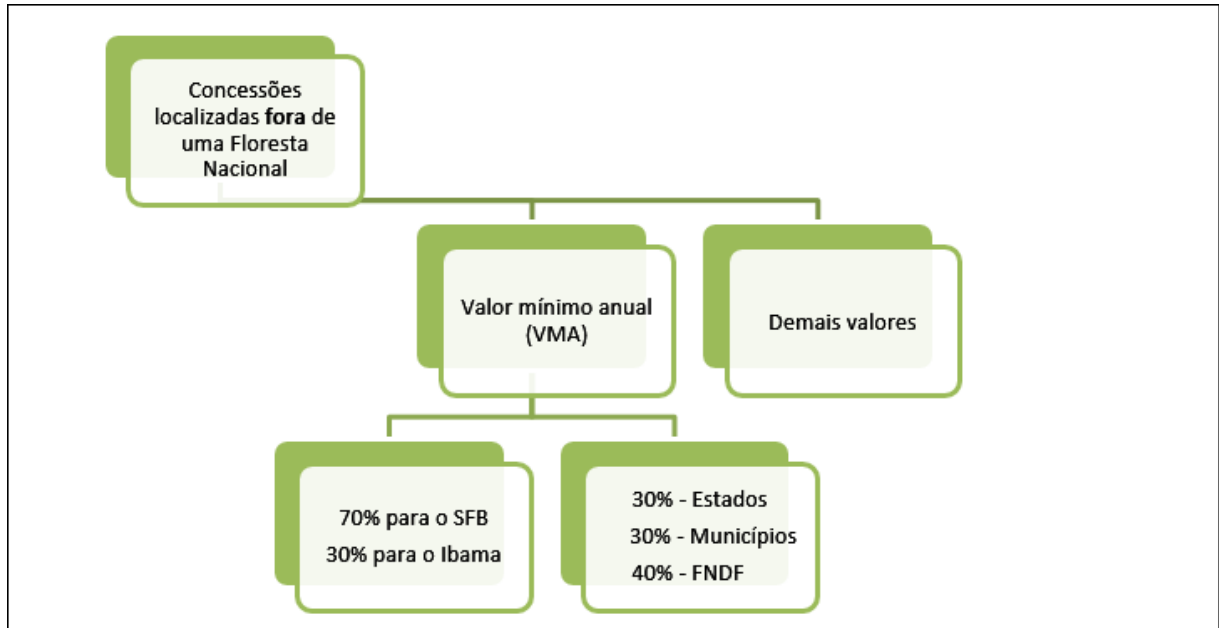 Concessões
localizadas fora de
uma Floresta
Nacional
Valor mínimo anual
(VMA)
Demais valores
70% para o SFB
30% para o Ibama
30% - Estados
30% - Municípios
40% - FNDF